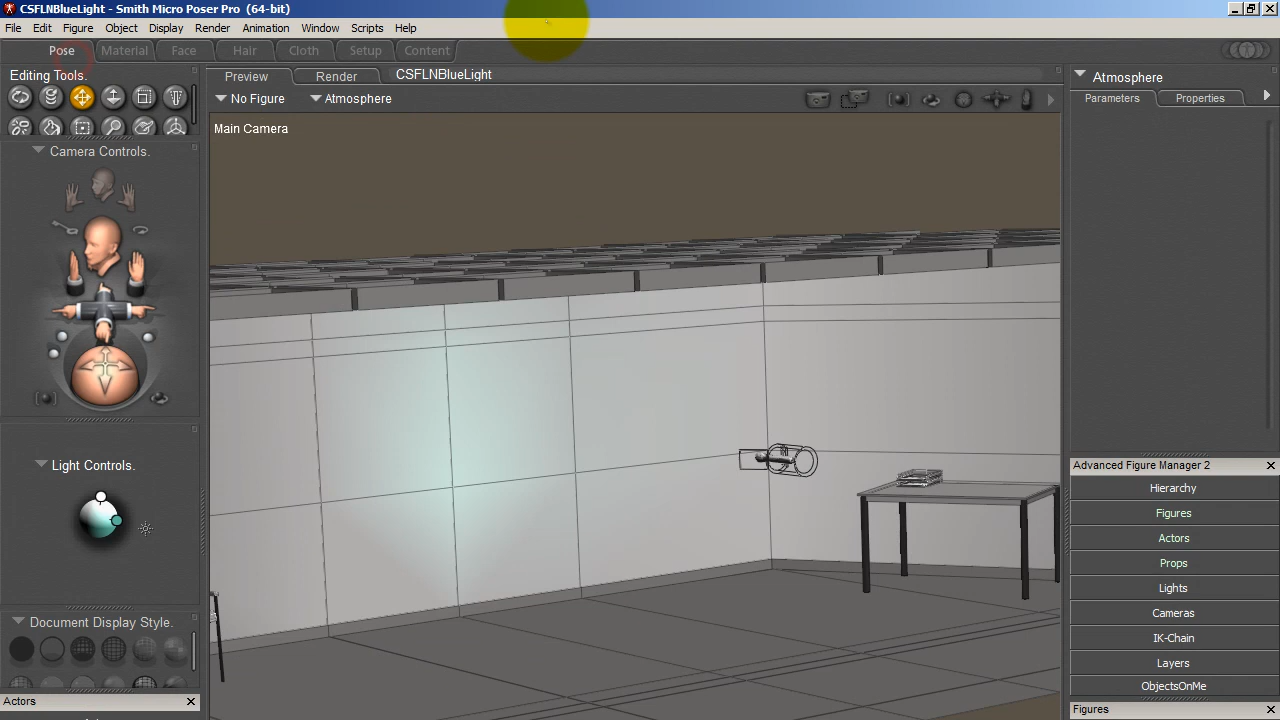 CSFLNBlueLight - Smith Micro Poser Pro (64-bit)
File Edit Figure Object Display Render Animation Window Scripts Help
Pose Material Face Hair Cloth Setup Content
Editing Tools.
Preview Render CSFLNBlueLight
No Figure Atmosphere
Main Camera
Camera Controls.
Light Controls.
Document Display Style.
Actors
Atmosphere
Parameters Properties
Advanced Figure Manager 2
Hierarchy
Figures
Actors
Props
Lights
Cameras
IK-Chain
Layers
ObjectsOnMe
Figures